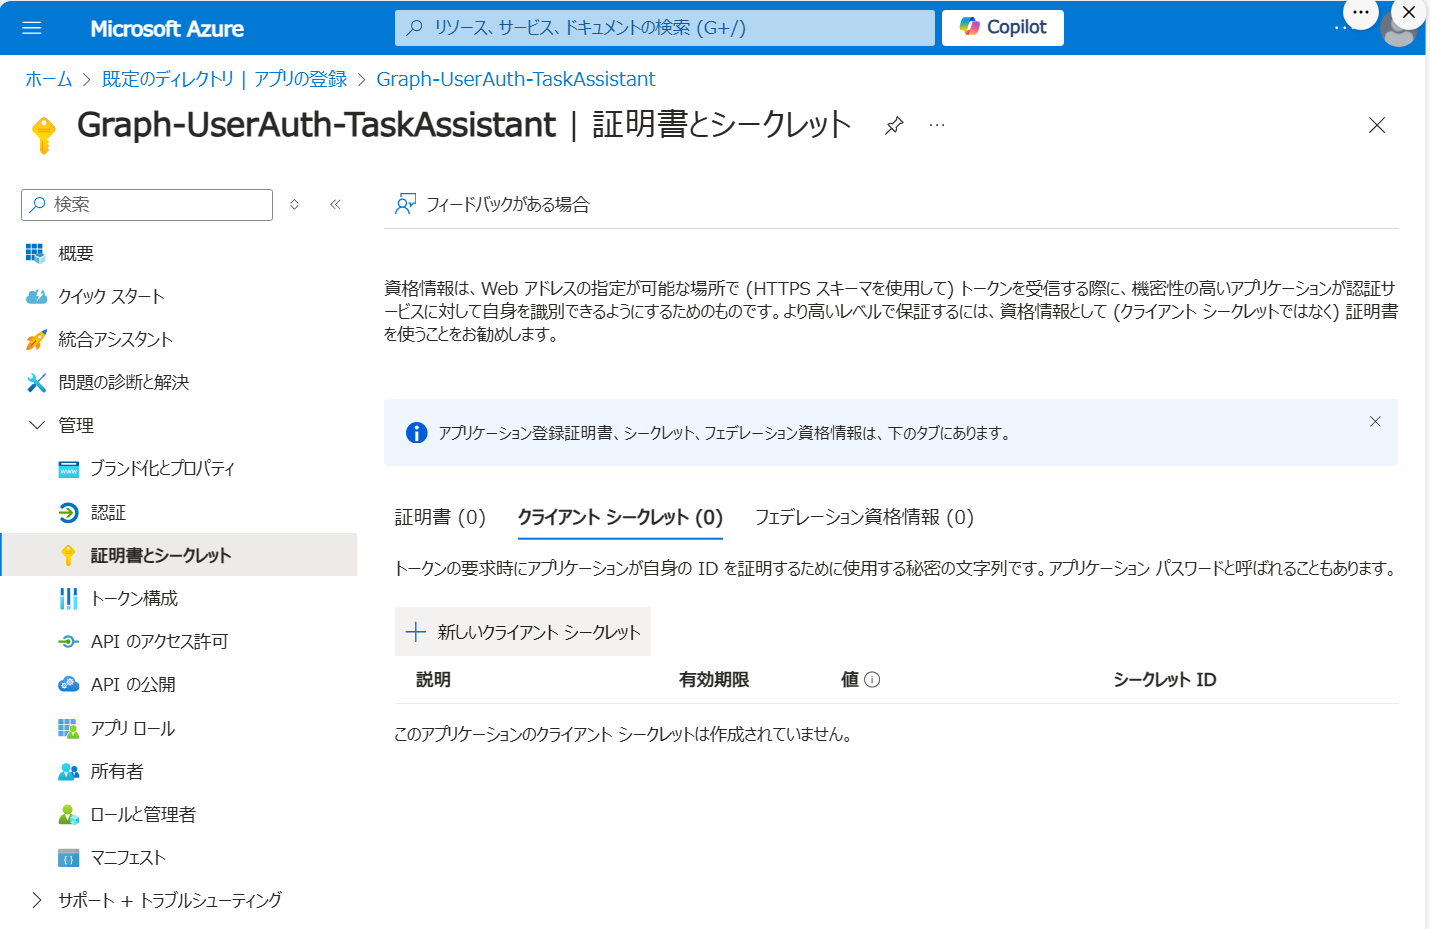 Microsoft Azure
リソース、サービス、ドキュメントの検索 (G+/)
Copilot
ホーム > 既定のディレクトリ | アプリの登録 > Graph-UserAuth-TaskAssistant
Graph-UserAuth-TaskAssistant | 証明書とシークレット
検索
フィードバックがある場合
概要
クイック スタート
統合アシスタント
問題の診断と解決
管理
ブランド化とプロパティ
認証
証明書とシークレット
トークン構成
API のアクセス許可
API の公開
アプリ ロール
所有者
ロールと管理者
マニフェスト
サポート + トラブルシューティング
資格情報は、Web アドレスの指定が可能な場所で (HTTPS スキーマを使用して) トークンを受信する際に、機密性の高いアプリケーションが認証サ
ービスに対して自身を識別できるようにするためのものです。より高いレベルで保証するには、資格情報として (クライアント シークレットではなく) 証明書
を使うことをお勧めします。
アプリケーション登録証明書、シークレット、フェデレーション資格情報は、下のタブにあります。
証明書 (0) クライアント シークレット (0) フェデレーション資格情報 (0)
トークンの要求時にアプリケーションが自身の ID を証明するために使用する秘密の文字列です。アプリケーション パスワードと呼ばれることもあります。
新しいクライアント シークレット
説明 有効期限 値 シークレット ID
このアプリケーションのクライアント シークレットは作成されていません。